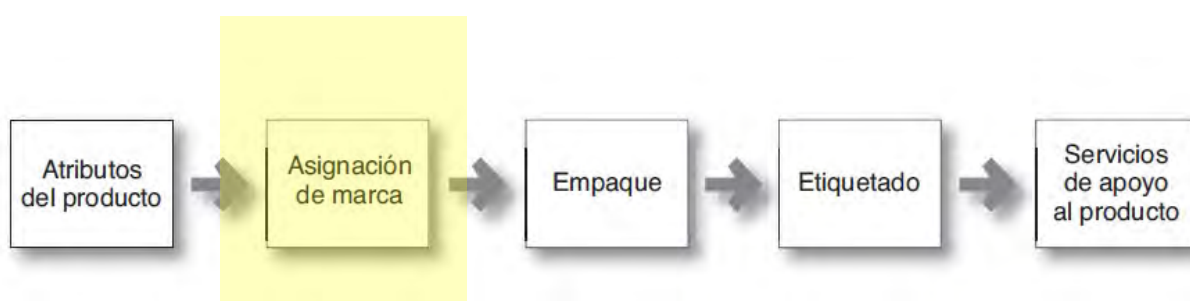 Atributos
del producto
Asignación
de marca
Empaque
Etiquetado
Servicios
de apoyo
al producto